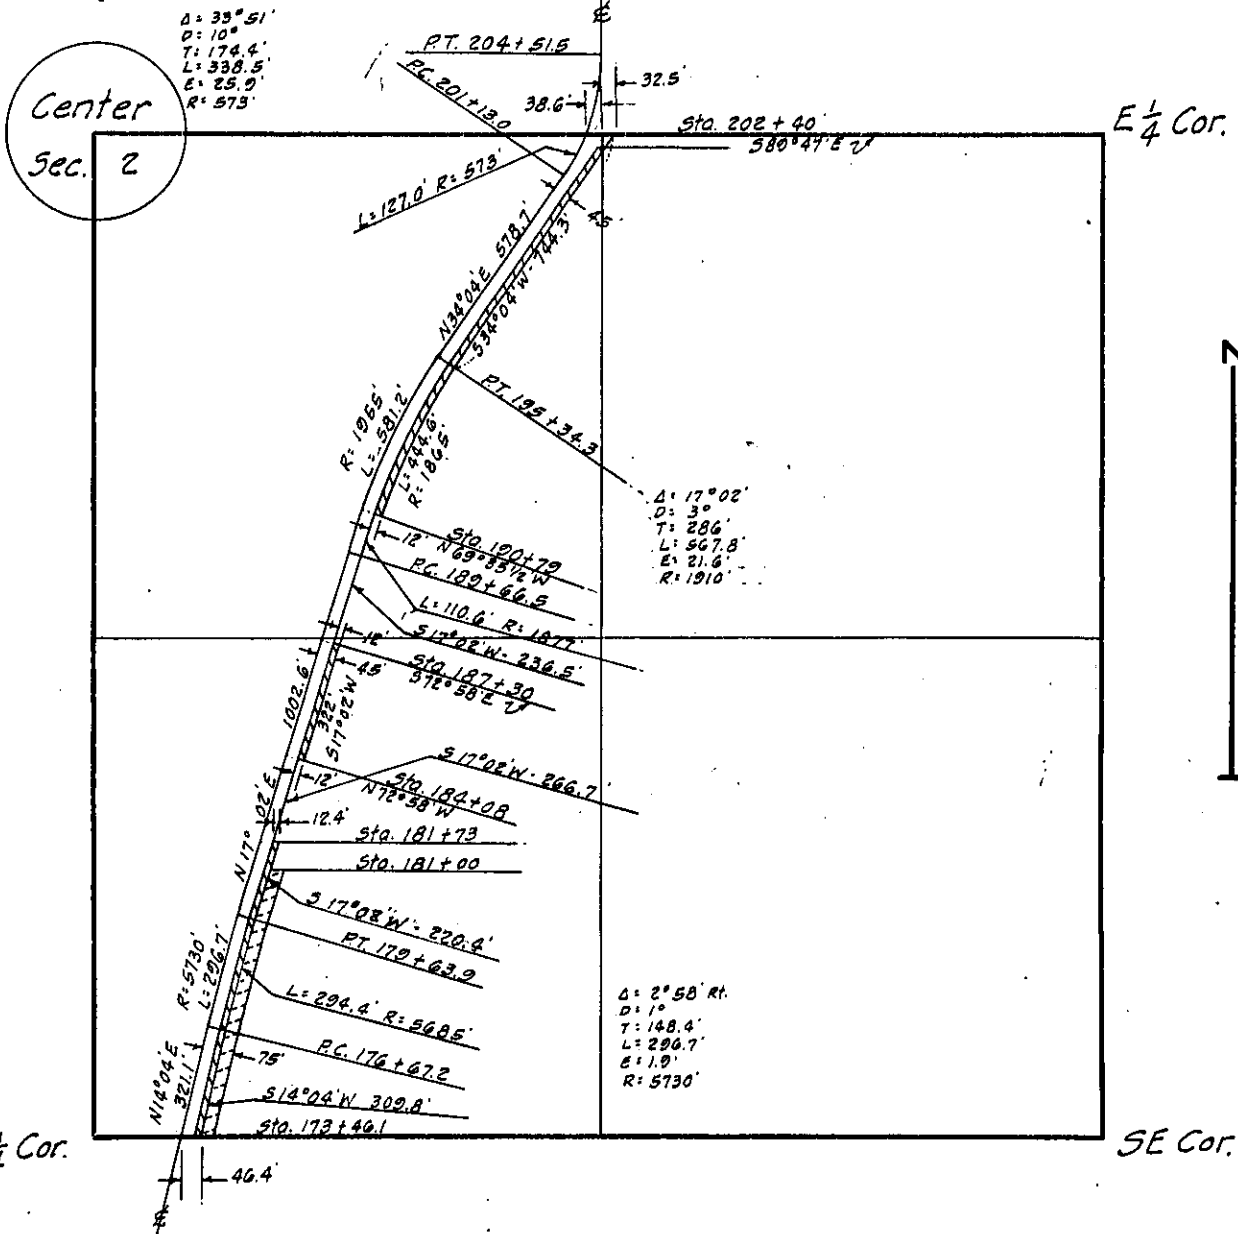 Δ: 33°51'
D: 10°
T: 174.4'
L: 338.5'
E: 25.9'
R: 573'
Center
Sec. 2
P.T. 204+51.5
P.C. 201+13.0
32.5'
38.6'
Sta. 202+40
S89°47'E
E 1/4 Cor.
L: 127.0' R: 573'
45'
N34°04'E 578.7'
S34°04'W - 744.3'
N
P.T. 195+34.3
R: 1955'
L: 581.2'
L: 444.6'
R: 1865'
Δ: 17°02'
D: 3°
T: 286'
L: 567.8'
E: 21.6'
R: 1910'
12'
Sta. 190+79
N69°33 1/2 W
P.C. 189+66.5
L: 110.6' R: 1877'
S17°02'W - 236.5'
12'
45'
Sta. 187+30
S72°58'E
1002.6'
322'
S17°02'W
S17°02'W - 266.7'
12'
Sta. 184+08
N72°58'W
12.4'
N17°02'E
Sta. 181+73
Sta. 181+00
S17°02'W - 220.4'
P.T. 179+63.9
R: 5730'
L: 296.7'
L: 294.4' R: 5685'
P.C. 176+67.2
75'
Δ: 2°58' Rt.
D: 1°
T: 148.4'
L: 296.7'
E: 1.9'
R: 5730'
N14°04'E
321.1'
S14°04'W 309.8'
Sta. 173+46.1
Cor.
SE Cor.
46.4'